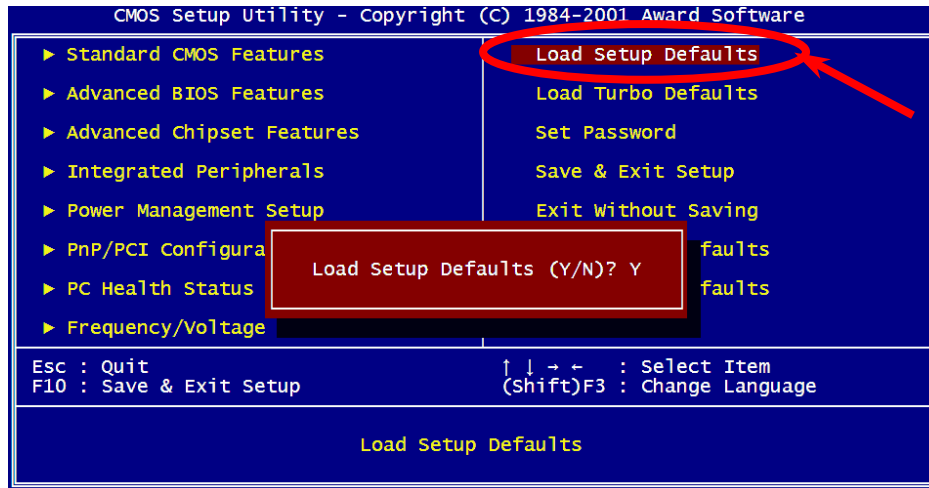 CMOS Setup Utility - Copyright (C) 1984-2001 Award Software
► Standard CMOS Features
► Advanced BIOS Features
► Advanced Chipset Features
► Integrated Peripherals
► Power Management Setup
► PnP/PCI Configura
► PC Health Status
► Frequency/Voltage
Load Setup Defaults
Load Turbo Defaults
Set Password
Save & Exit Setup
Exit Without Saving
faults
faults
Load Setup Defaults (Y/N)? Y
Esc : Quit
F10 : Save & Exit Setup
↑ ↓ → ← : Select Item
(Shift)F3 : Change Language
Load Setup Defaults